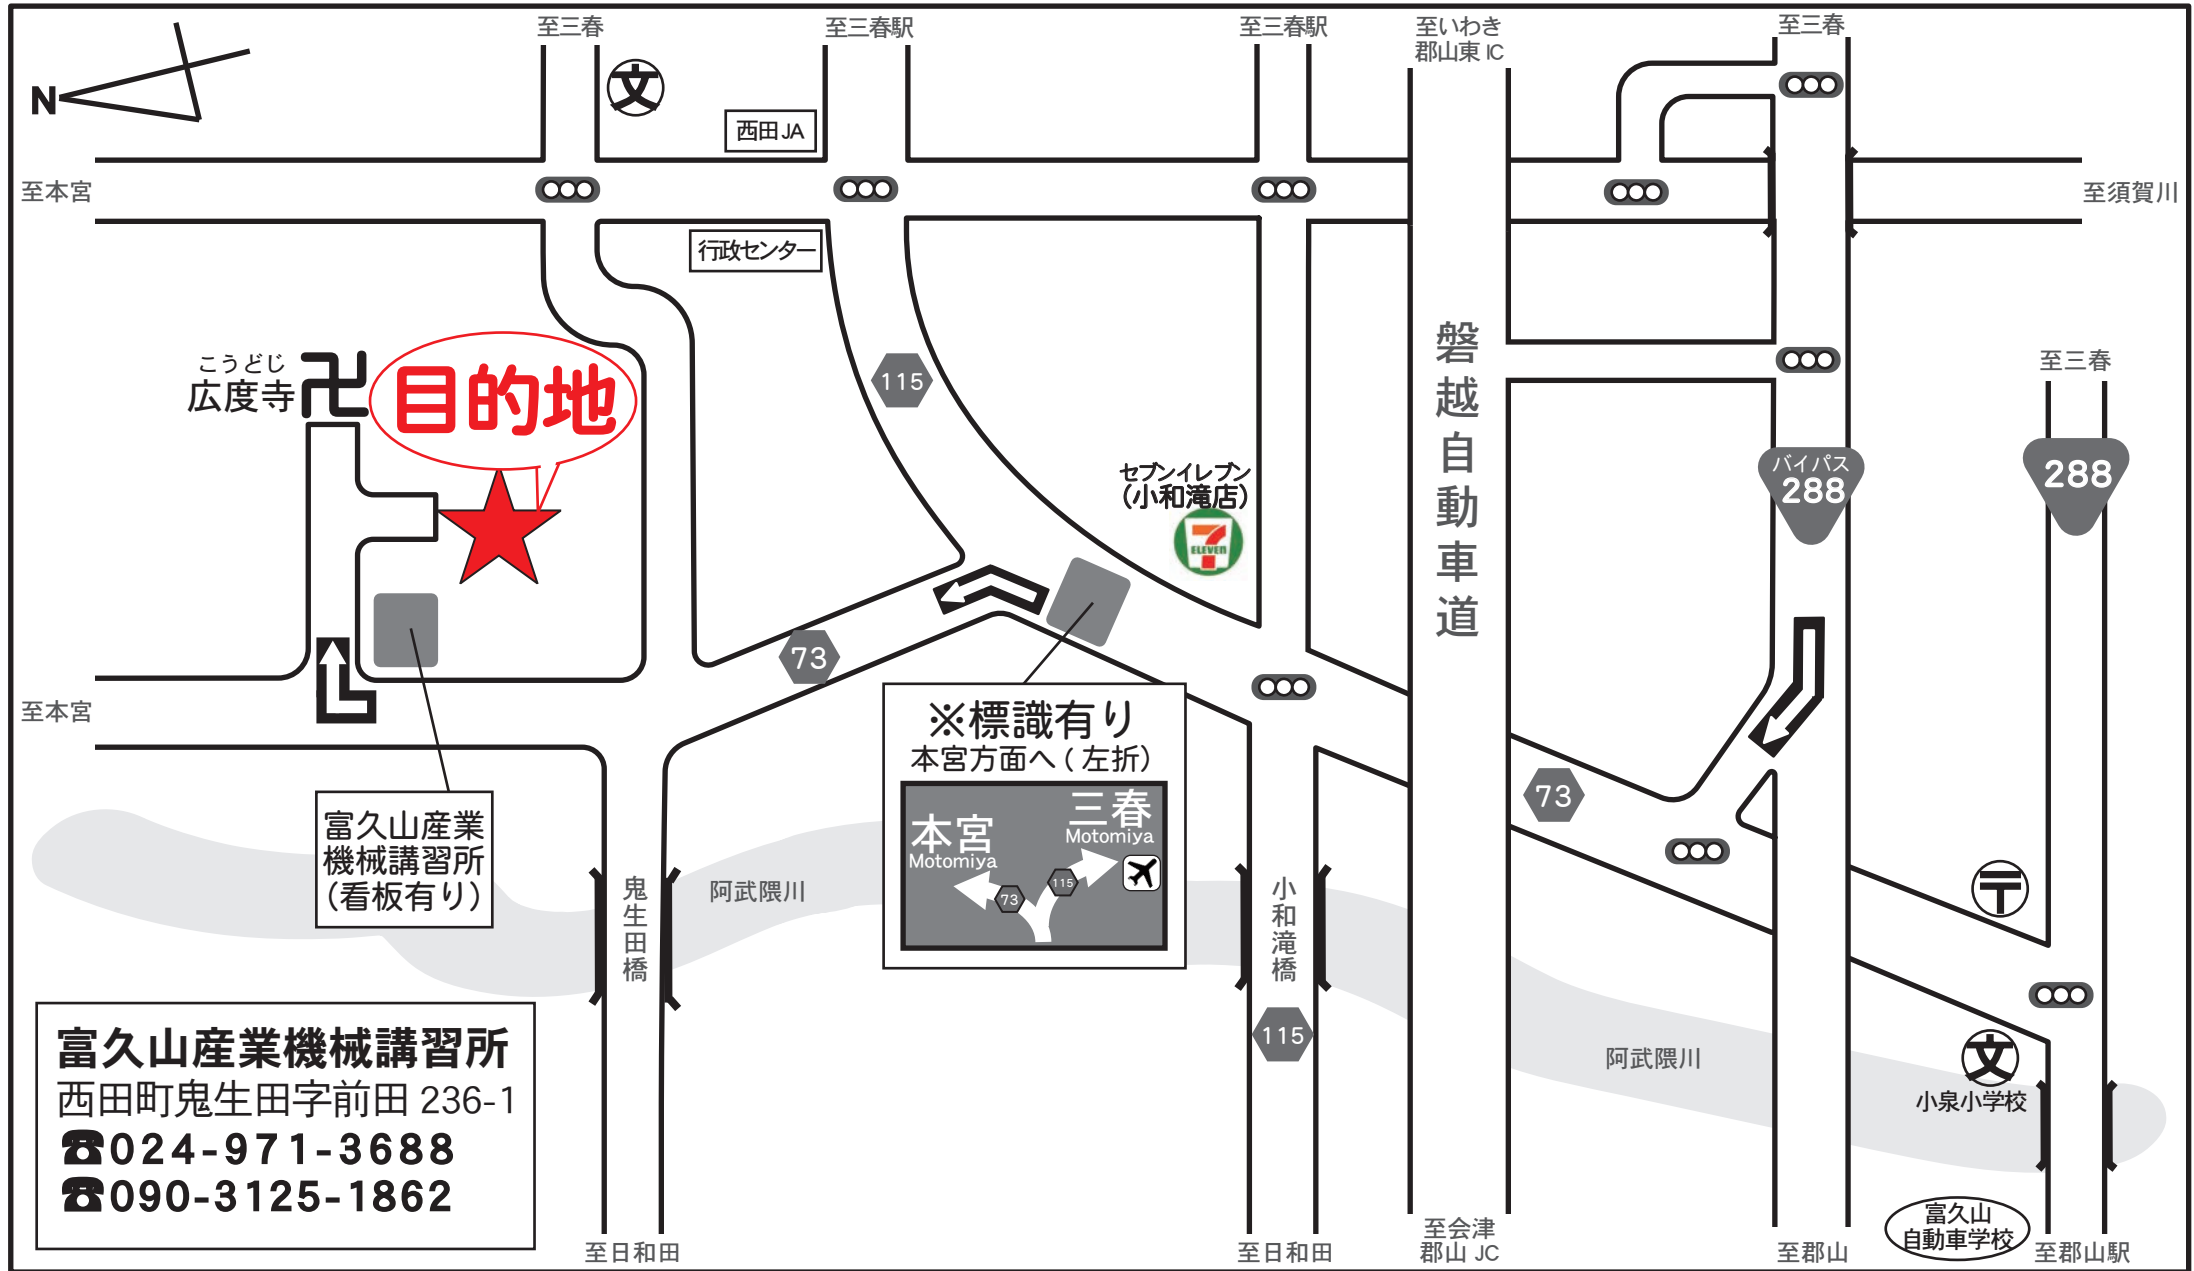 至三春
至三春駅
至三春駅
至いわき
郡山東 IC
至三春
N
文
西田 JA
至本宮
至須賀川
行政センター
こうどじ
広度寺
目的地
115
磐越自動車道
至三春
セブンイレブン
(小和滝店)
7
ELEVEN
バイパス
288
288
73
至本宮
※標識有り
本宮方面へ ( 左折)
三春
Motomiya
本宮
Motomiya
115
73
73
富久山産業
機械講習所
(看板有り)
鬼生田橋
阿武隈川
小和滝橋
〒
115
阿武隈川
文
小泉小学校
富久山産業機械講習所
西田町鬼生田字前田 236-1
☎024-971-3688
☎090-3125-1862
富久山
自動車学校
至日和田
至日和田
至会津
郡山 JC
至郡山
至郡山駅